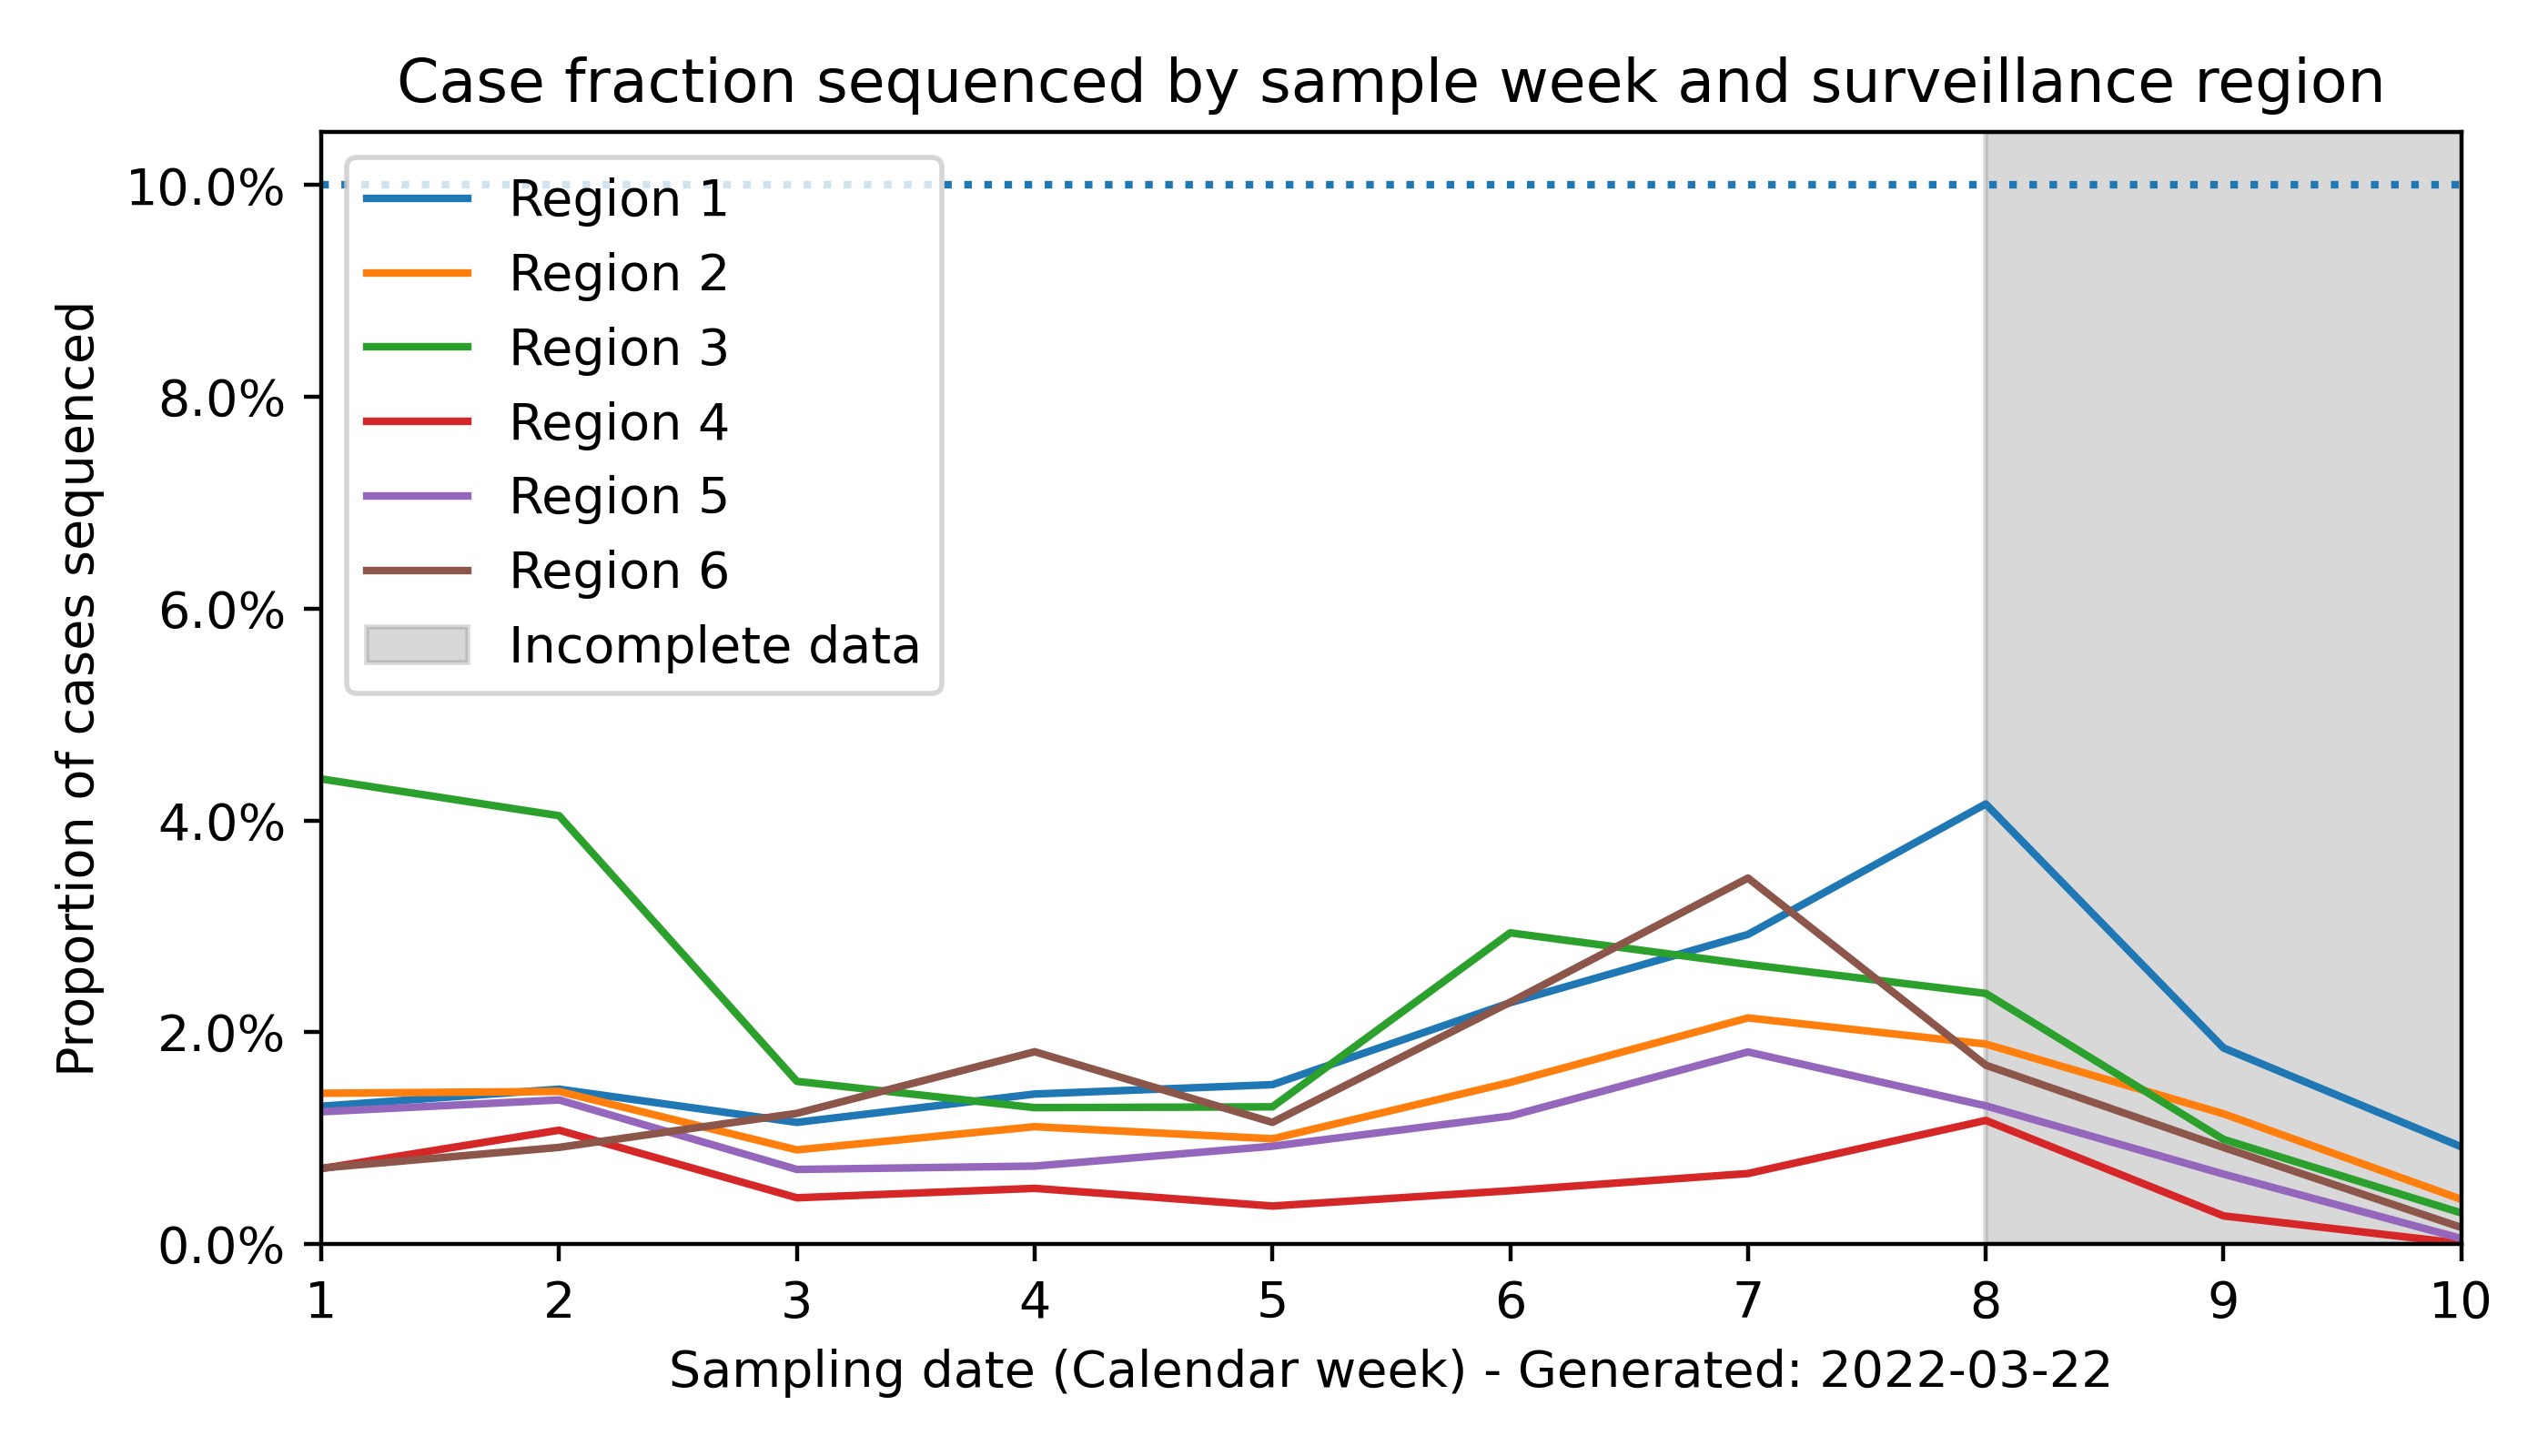 Case fraction sequenced by sample week and surveillance region
Proportion of cases sequenced
10.0%
8.0%
6.0%
4.0%
2.0%
0.0%
Region 1
Region 2
Region 3
Region 4
Region 5
Region 6
Incomplete data
1 2 3 4 5 6 7 8 9 10
Sampling date (Calendar week) - Generated: 2022-03-22